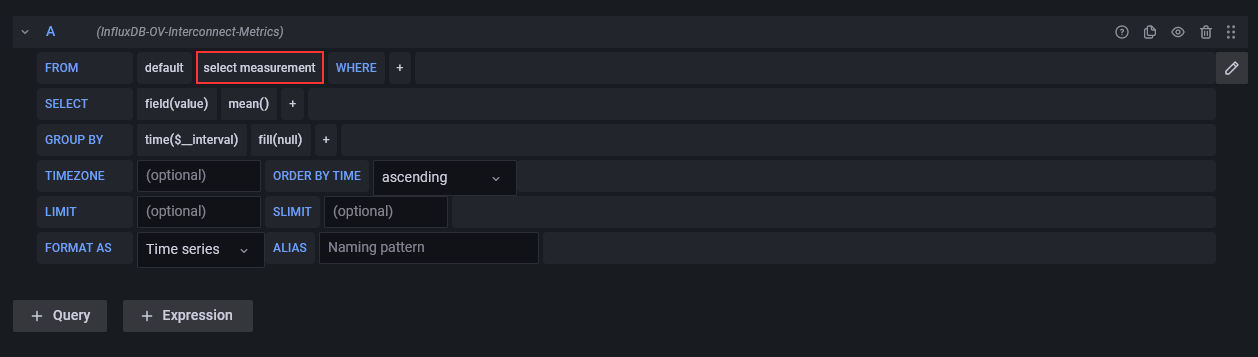 A (InfluxDB-OV-Interconnect-Metrics)
FROM default select measurement WHERE +
SELECT field(value) mean() +
GROUP BY time($__interval) fill(null) +
TIMEZONE (optional) ORDER BY TIME ascending
LIMIT (optional) SLIMIT (optional)
FORMAT AS Time series ALIAS Naming pattern
+ Query + Expression